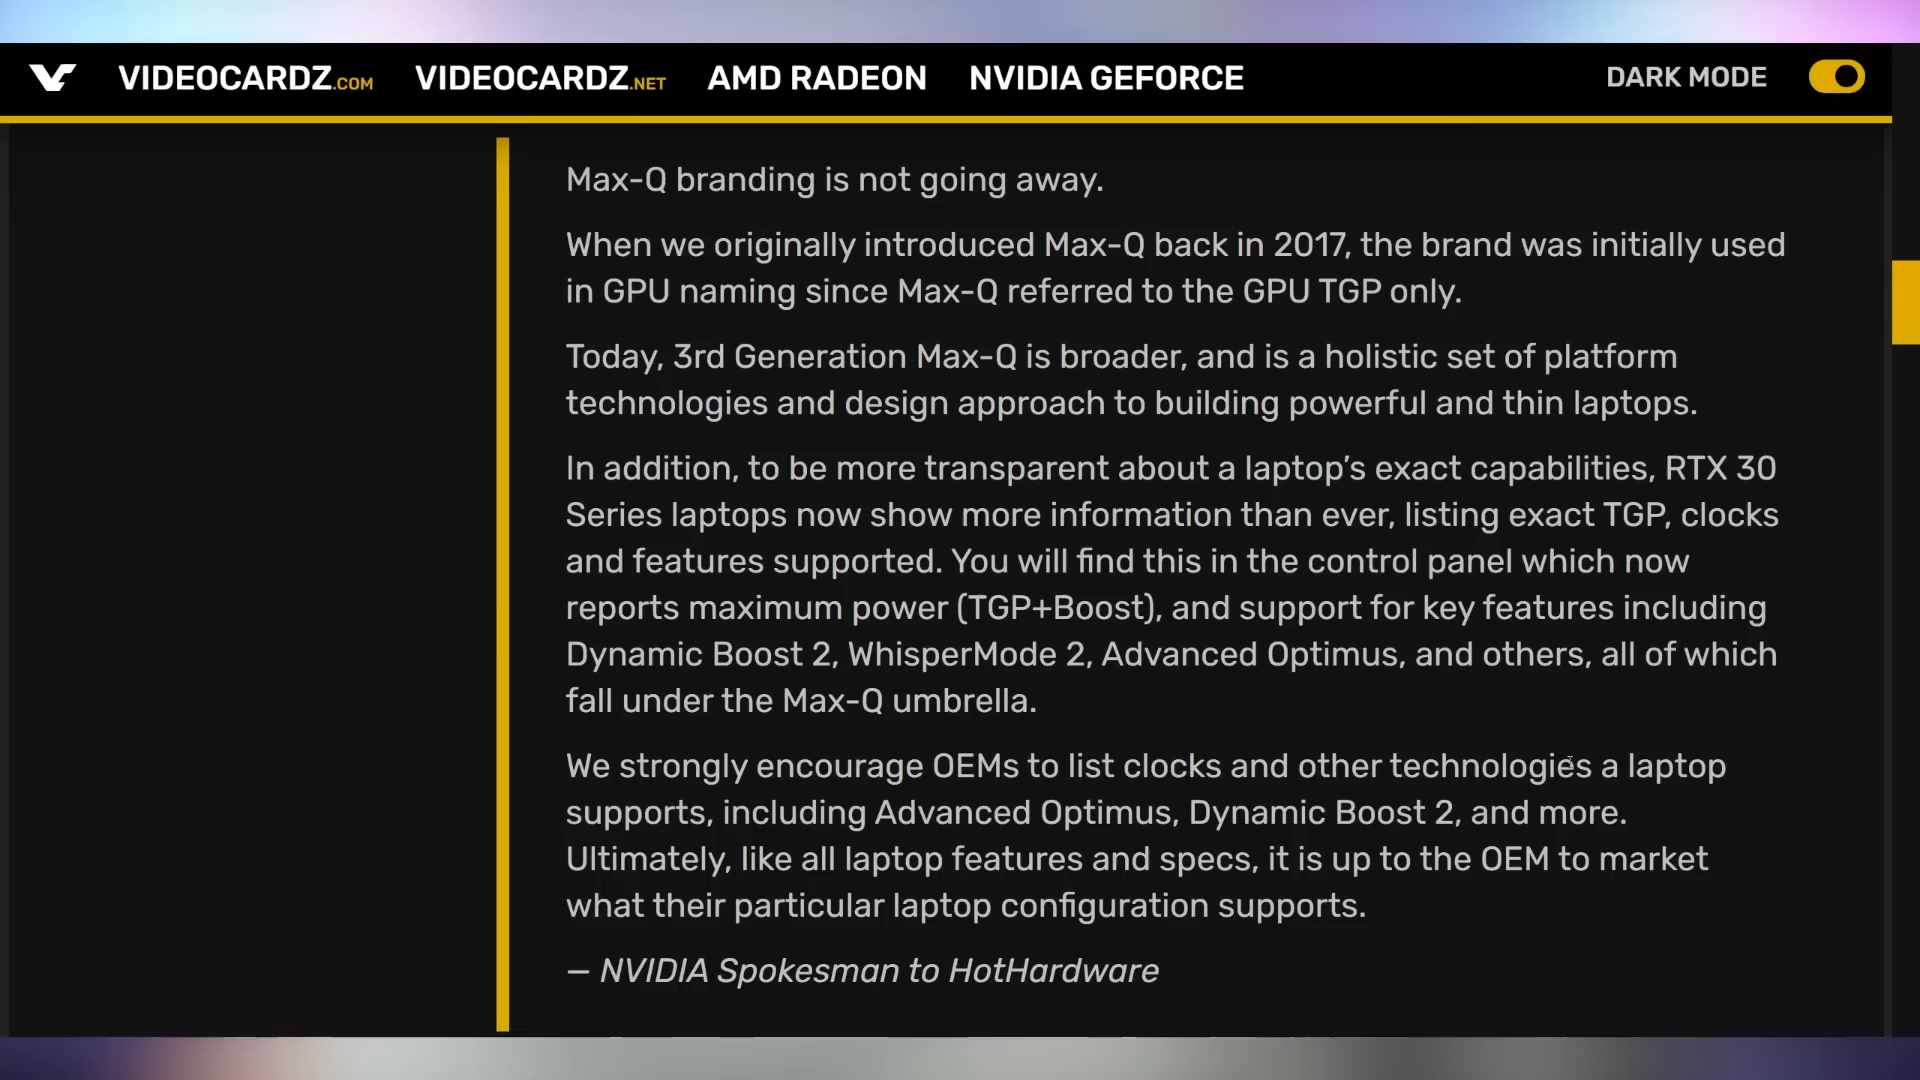 VIDEOCARDZ.COM VIDEOCARDZ.NET AMD RADEON NVIDIA GEFORCE DARK MODE
Max-Q branding is not going away.
When we originally introduced Max-Q back in 2017, the brand was initially used
in GPU naming since Max-Q referred to the GPU TGP only.
Today, 3rd Generation Max-Q is broader, and is a holistic set of platform
technologies and design approach to building powerful and thin laptops.
In addition, to be more transparent about a laptop’s exact capabilities, RTX 30
Series laptops now show more information than ever, listing exact TGP, clocks
and features supported. You will find this in the control panel which now
reports maximum power (TGP+Boost), and support for key features including
Dynamic Boost 2, WhisperMode 2, Advanced Optimus, and others, all of which
fall under the Max-Q umbrella.
We strongly encourage OEMs to list clocks and other technologies a laptop
supports, including Advanced Optimus, Dynamic Boost 2, and more.
Ultimately, like all laptop features and specs, it is up to the OEM to market
what their particular laptop configuration supports.
— NVIDIA Spokesman to HotHardware